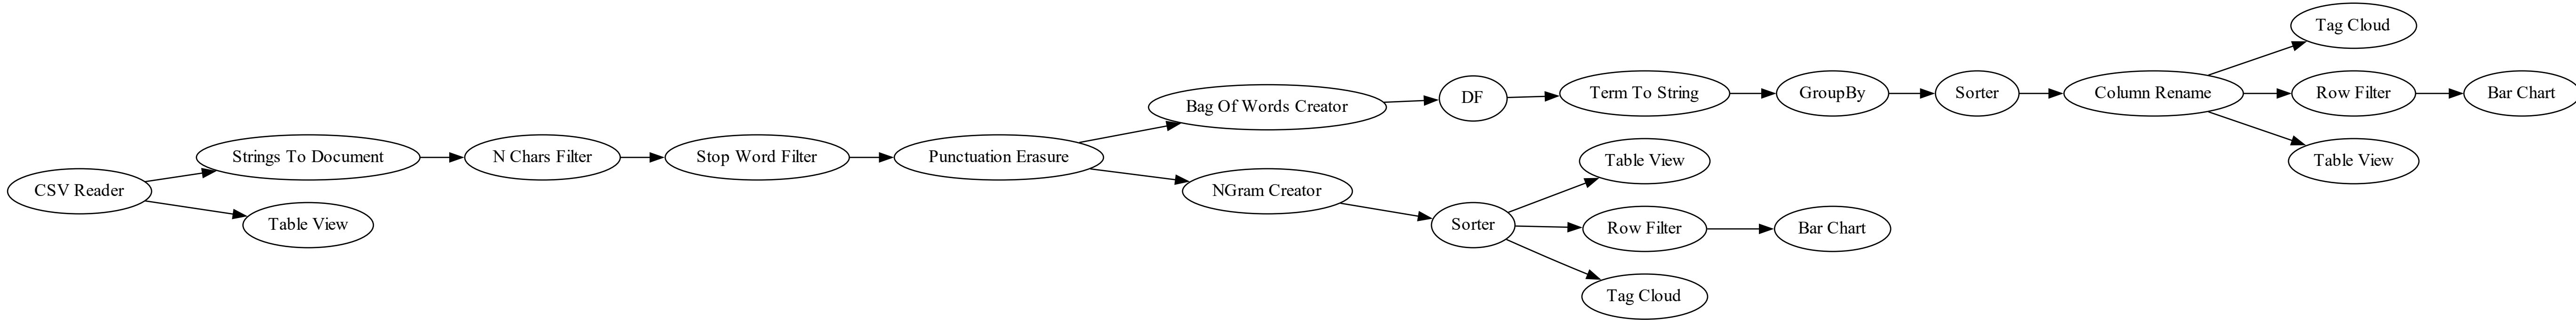 CSV Reader
Strings To Document
Table View
N Chars Filter
Stop Word Filter
Punctuation Erasure
Bag Of Words Creator
NGram Creator
DF
Sorter
Term To String
Table View
Row Filter
Tag Cloud
GroupBy
Bar Chart
Sorter
Column Rename
Tag Cloud
Row Filter
Table View
Bar Chart